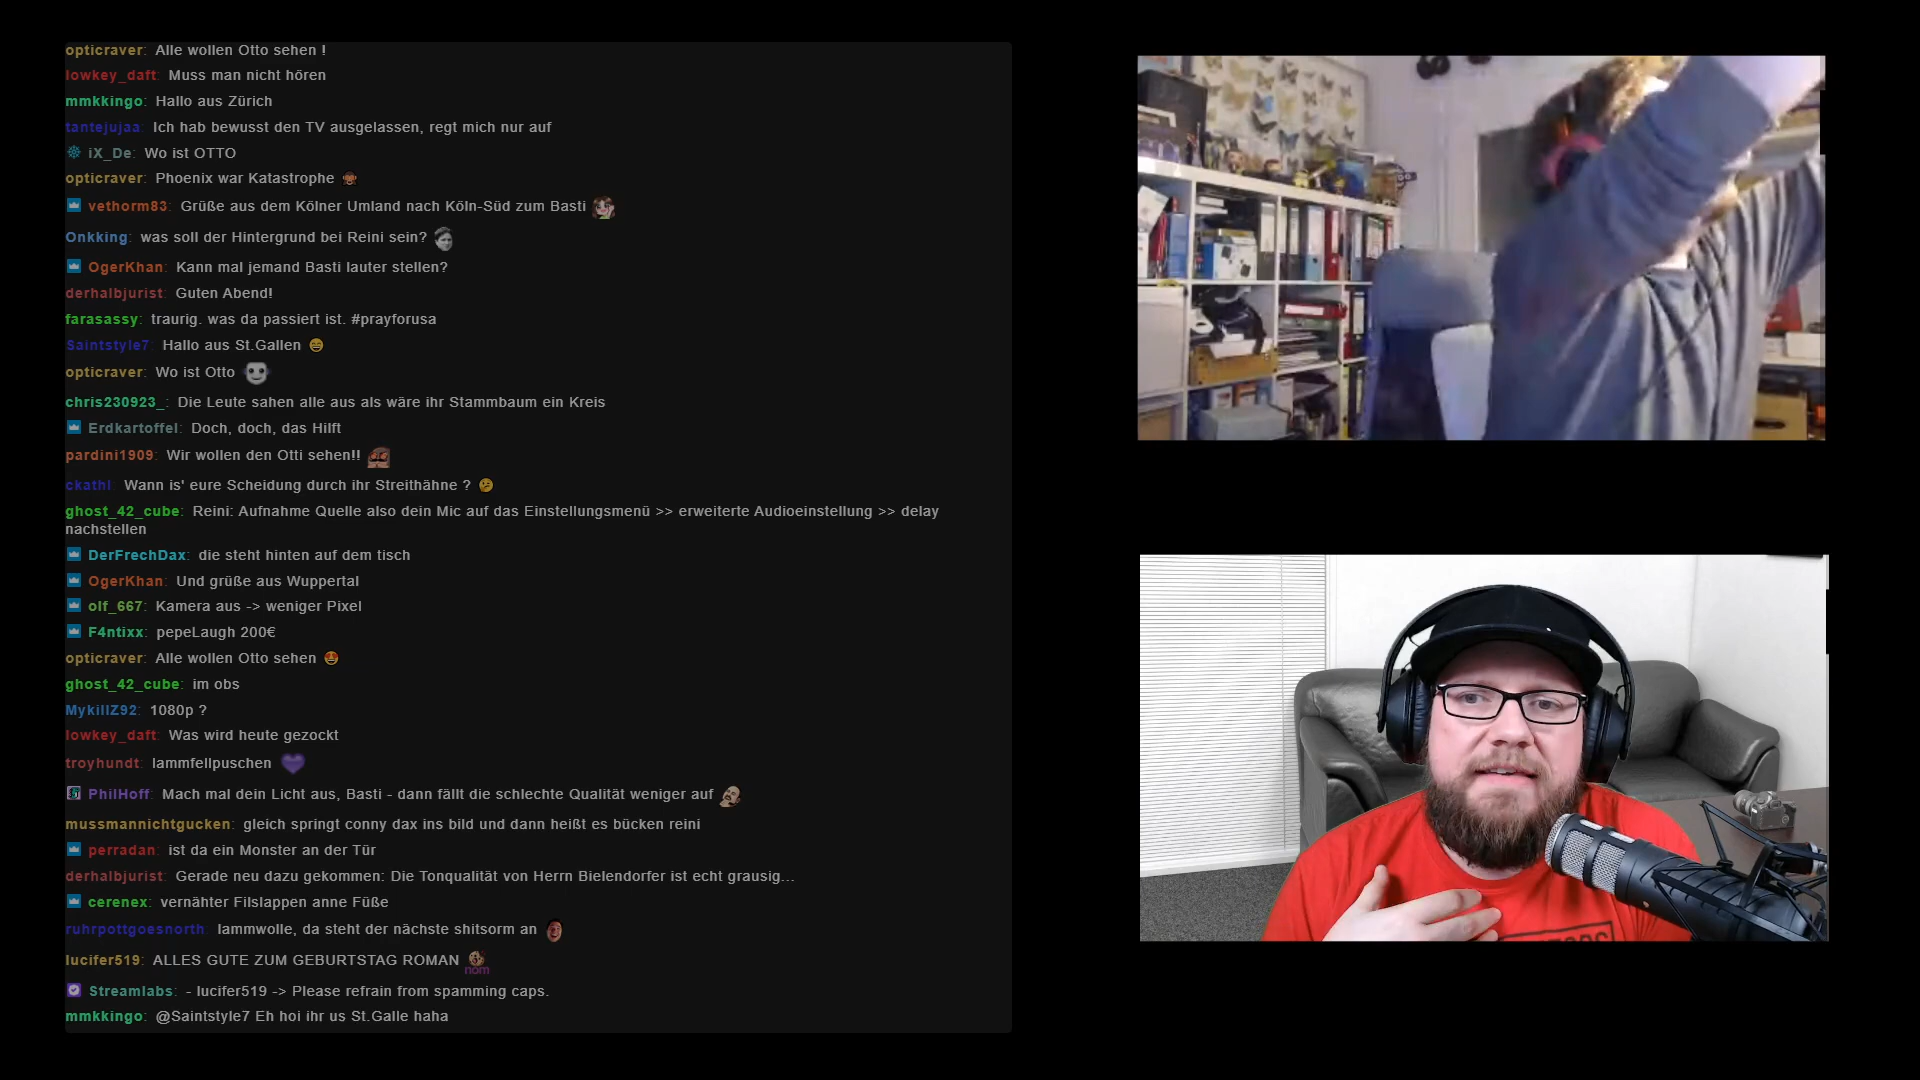 opticraver: Alle wollen Otto sehen !
lowkey_daft: Muss man nicht hören
mmkkingo: Hallo aus Zürich
tantejujaa: Ich hab bewusst den TV ausgelassen, regt mich nur auf
iX_De: Wo ist OTTO
opticraver: Phoenix war Katastrophe
vethorm83: Grüße aus dem Kölner Umland nach Köln-Süd zum Basti
Onkking: was soll der Hintergrund bei Reini sein?
OgerKhan: Kann mal jemand Basti lauter stellen?
derhalbjurist: Guten Abend!
farasassy: traurig. was da passiert ist. #prayforusa
Saintstyle7: Hallo aus St.Gallen
opticraver: Wo ist Otto
chris230923_: Die Leute sahen alle aus als wäre ihr Stammbaum ein Kreis
Erdkartoffel: Doch, doch, das Hilft
pardini1909: Wir wollen den Otti sehen!!
ckathl: Wann is' eure Scheidung durch ihr Streithähne ?
ghost_42_cube: Reini: Aufnahme Quelle also dein Mic auf das Einstellungsmenü >> erweiterte Audioeinstellung >> delay
nachstellen
DerFrechDax: die steht hinten auf dem tisch
OgerKhan: Und grüße aus Wuppertal
olf_667: Kamera aus -> weniger Pixel
F4ntixx: pepeLaugh 200€
opticraver: Alle wollen Otto sehen
ghost_42_cube: im obs
MykillZ92: 1080p ?
lowkey_daft: Was wird heute gezockt
troyhundt: lammfellpuschen
PhilHoff: Mach mal dein Licht aus, Basti - dann fällt die schlechte Qualität weniger auf
mussmannichtgucken: gleich springt conny dax ins bild und dann heißt es bücken reini
perradan: ist da ein Monster an der Tür
derhalbjurist: Gerade neu dazu gekommen: Die Tonqualität von Herrn Bielendorfer ist echt grausig...
cerenex: vernähter Filslappen anne Füße
ruhrpottgoesnorth: lammwolle, da steht der nächste shitsorm an
lucifer519: ALLES GUTE ZUM GEBURTSTAG ROMAN
nom
Streamlabs: - lucifer519 -> Please refrain from spamming caps.
mmkkingo: @Saintstyle7 Eh hoi ihr us St.Galle haha